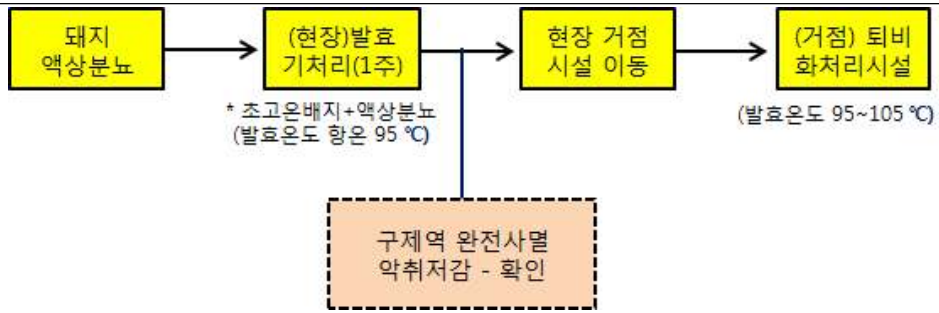 돼지
액상분뇨
(현장)발효
기처리(1주)
현장 거점
시설 이동
(거점) 퇴비
화처리시설
* 초고온배지+액상분뇨
(발효온도 항은 95 ℃)
(발효온도 95~105 ℃)
구제역 완전사멸
악취저감 - 확인